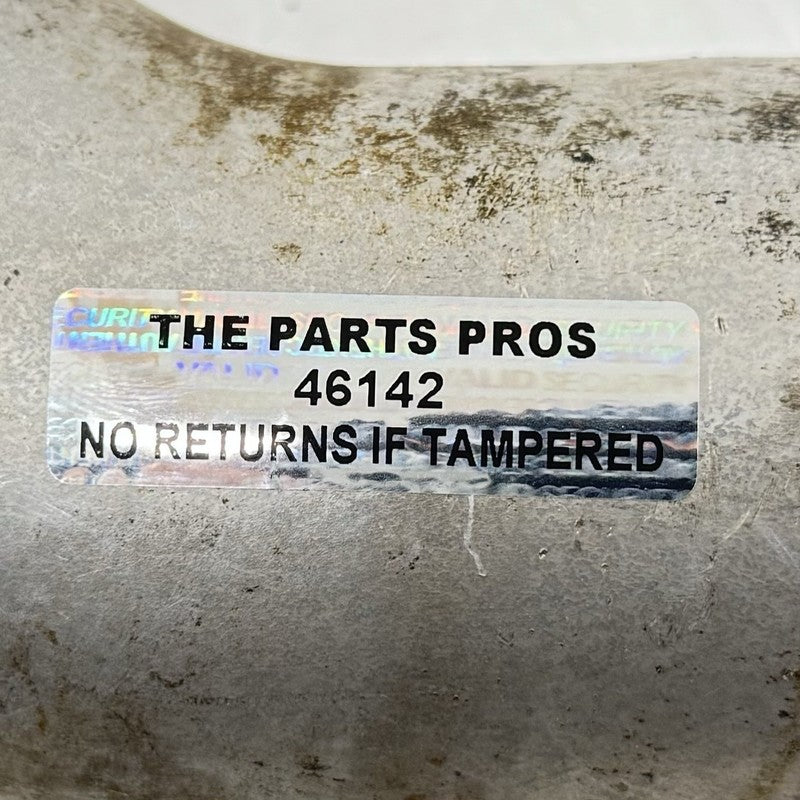 THE PARTS PROS
46142
NO RETURNS IF TAMPERED